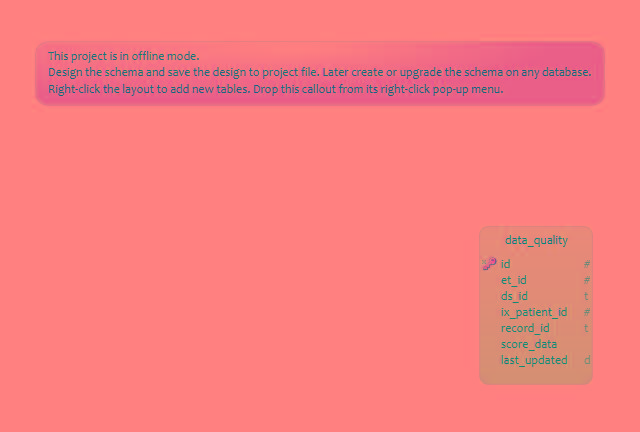 This project is in offline mode.
Design the schema and save the design to project file. Later create or upgrade the schema on any database.
Right-click the layout to add new tables. Drop this callout from its right-click pop-up menu.
data_quality
id #
et_id #
ds_id t
ix_patient_id #
record_id t
score_data
last_updated d